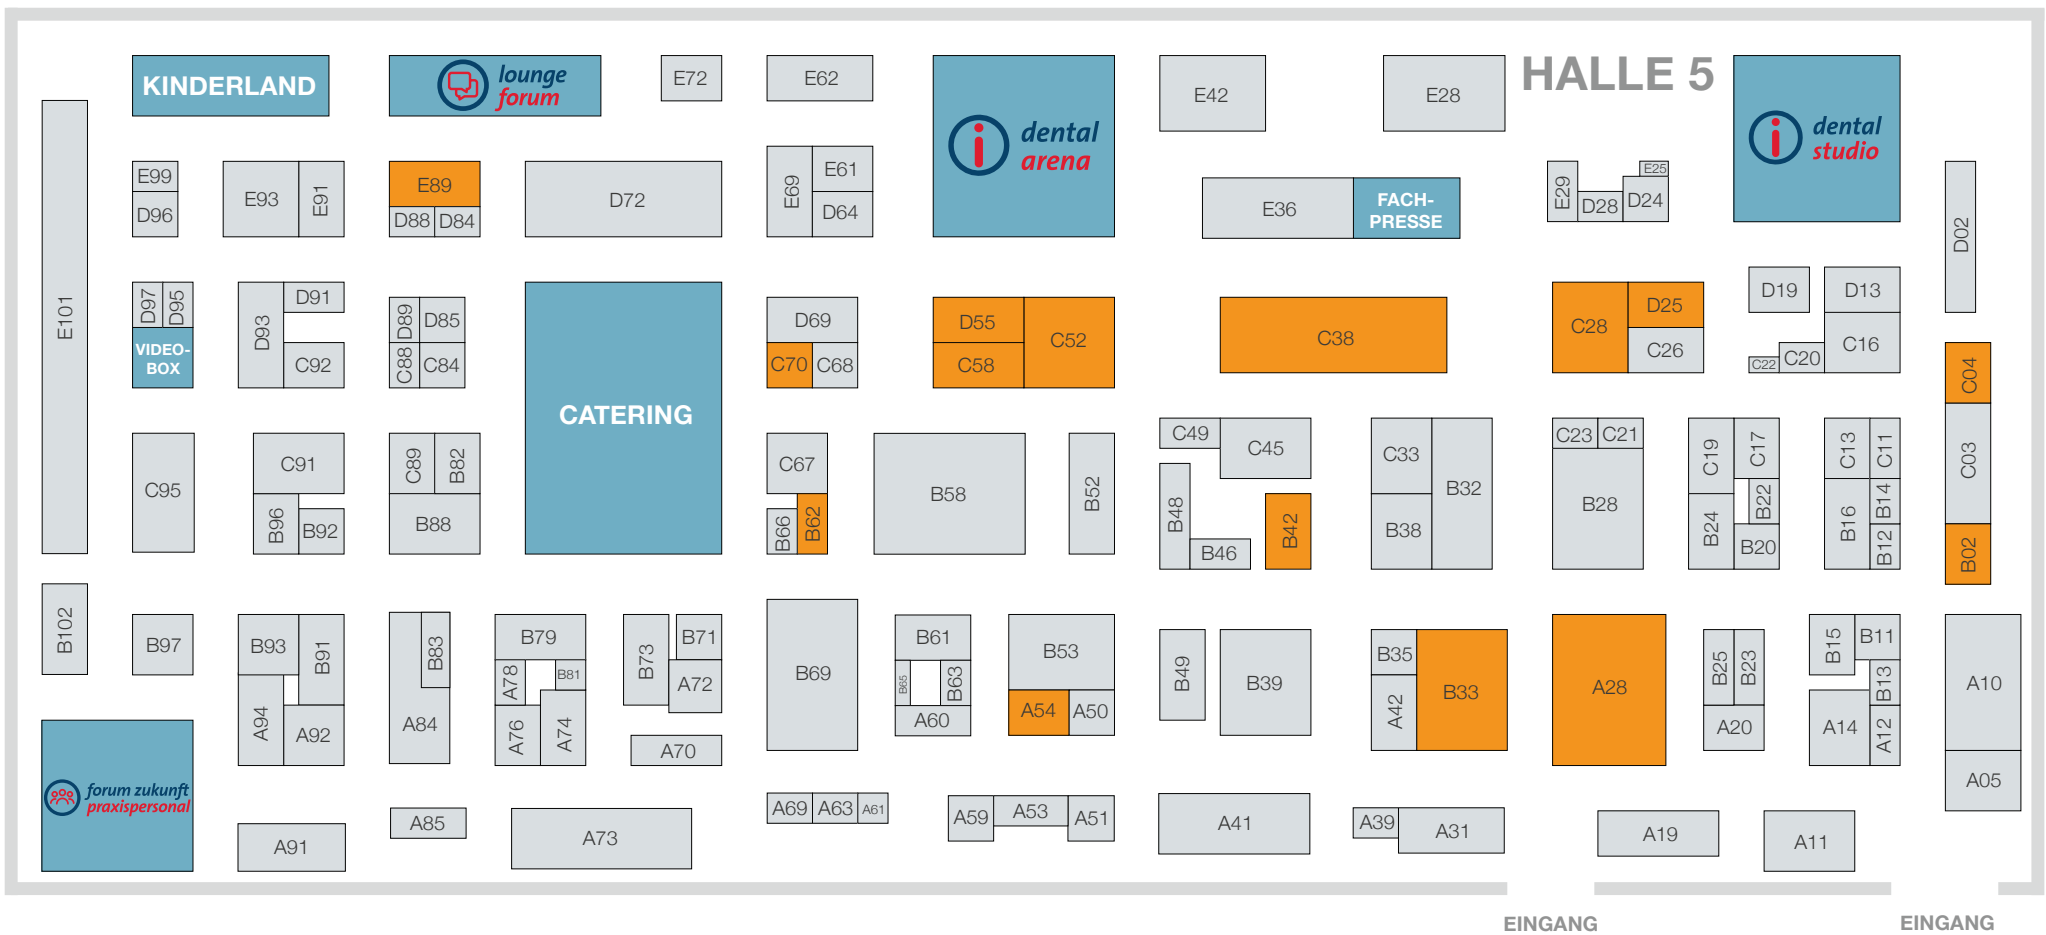 HALLE 5
KINDERLAND
lounge
forum
E72
E62
dental
arena
E42
E28
dental
studio
E101
E99
D96
E93
E91
E89
D88
D84
D72
E69
E61
D64
E36
FACH-
PRESSE
E29
D28
D24
E25
D02
D97
D95
VIDEO-
BOX
D93
D91
C92
D89
D85
C88
C84
CATERING
D69
C70
C68
D55
C58
C52
C38
C28
D25
C26
D19
D13
C16
C20
C22
C04
C03
B02
C95
C91
B96
B92
C89
B82
B88
C67
B66
B62
B58
B52
C49
C45
B48
B46
B42
C33
B38
B32
C23
C21
B28
C19
C17
B24
B22
B20
C13
C11
B16
B14
B12
B102
B97
B93
B91
A94
A92
B83
A84
B79
A78
B81
A76
A74
B73
B71
A72
A70
B69
B61
B65
B63
A60
B53
A54
A50
B49
B39
B35
A42
B33
A28
B25
B23
A20
B15
B11
B13
A14
A12
A10
A05
forum zukunft
praxispersonal
A91
A85
A73
A69
A63
A61
A59
A53
A51
A41
A39
A31
A19
A11
EINGANG
EINGANG